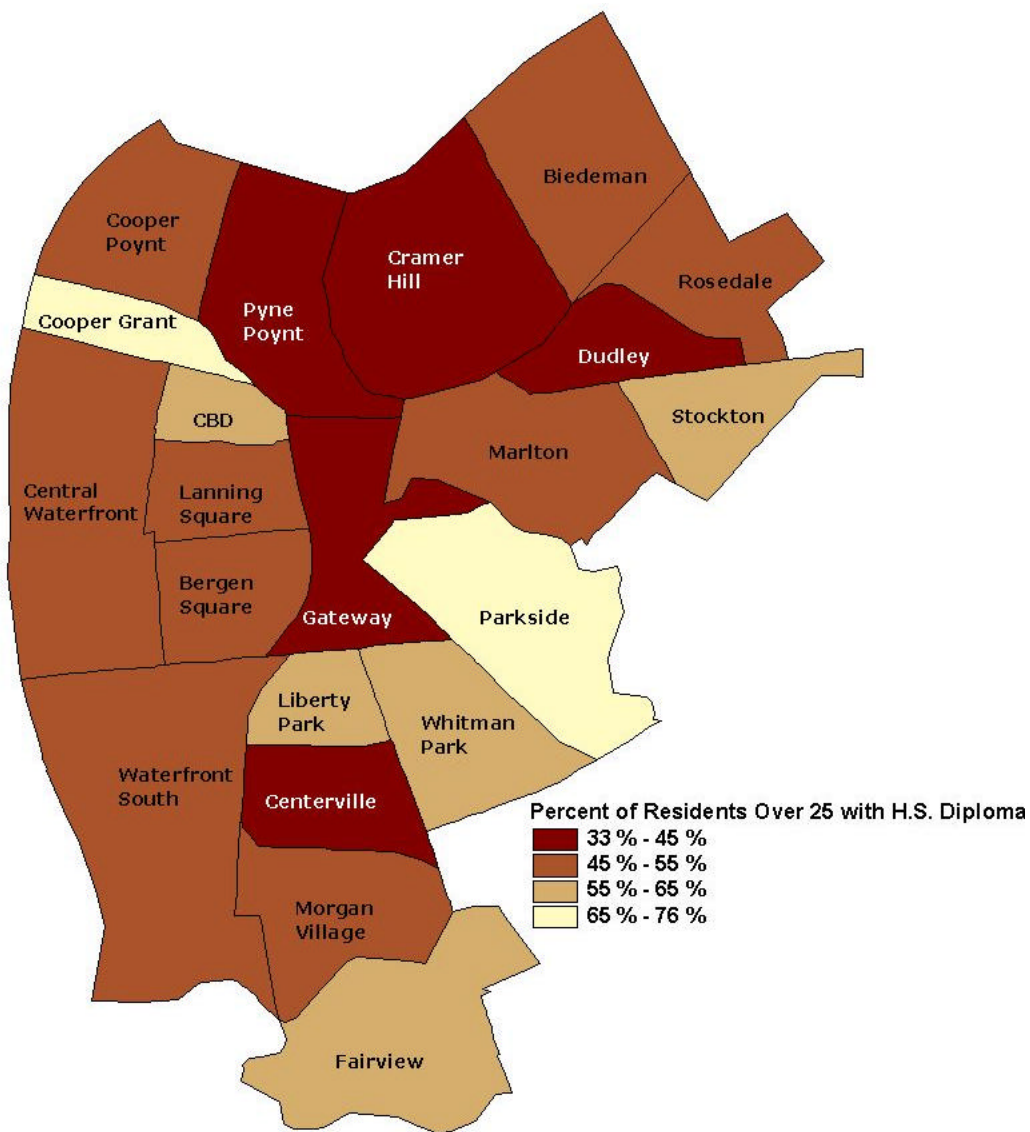 Biedeman
Cooper
Poynt
Cramer
Hill
Rosedale
Cooper Grant
Pyne
Poynt
Dudley
CBD
Stockton
Marlton
Central
Waterfront
Lanning
Square
Bergen
Square
Gateway
Parkside
Liberty
Park
Whitman
Park
Waterfront
South
Centerville
Percent of Residents Over 25 with H.S. Diploma
33 % - 45 %
45 % - 55 %
55 % - 65 %
65 % - 76 %
Morgan
Village
Fairview